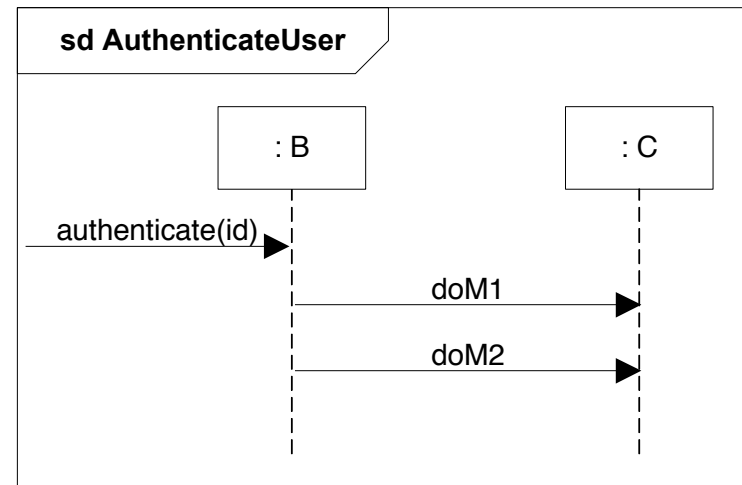 sd AuthenticateUser
: B
: C
authenticate(id)
doM1
doM2